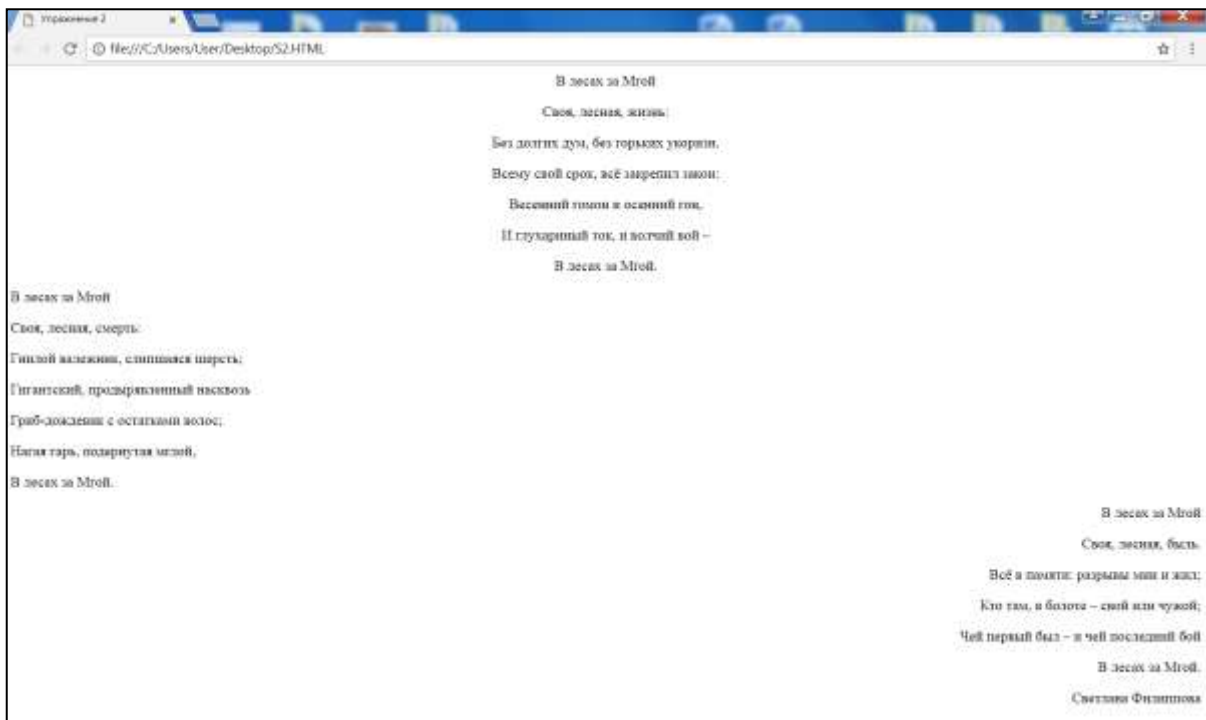 Упражнение 2
file:///C:/Users/User/Desktop/S2.HTML
В лесах за Мгой
Своя, лесная, жизнь:
Без долгих дум, без горьких укоризн.
Всему свой срок, всё закрепил закон:
Весенний гомон и осенний гон,
И глухариный ток, и волчий вой –
В лесах за Мгой.
В лесах за Мгой
Своя, лесная, смерть:
Гнилой валежник, слипшаяся шерсть;
Гигантский, продырявленный насквозь
Гриб-дождевик с остатками волос;
Нагая гарь, подернутая мглой,
В лесах за Мгой.
В лесах за Мгой
Своя, лесная, быль.
Всё в памяти: разрывы мин и жил;
Кто там, в болоте – свой или чужой;
Чей первый был – и чей последний бой
В лесах за Мгой.
Светлана Филиппова